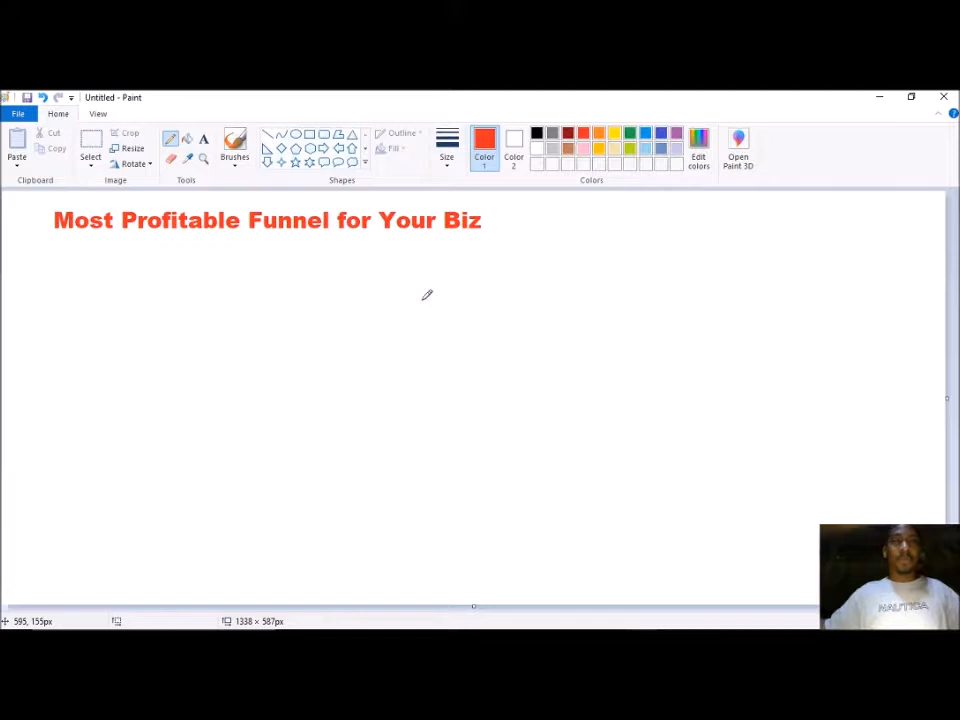 Untitled - Paint
File
Home
View
Paste
Cut
Copy
Clipboard
Select
Crop
Resize
Rotate
Image
Tools
Brushes
Shapes
Outline
Fill
Size
Color 1
Color 2
Colors
Edit colors
Open Paint 3D
Most Profitable Funnel for Your Biz
NAUTICA
595, 155px
1338 × 587px